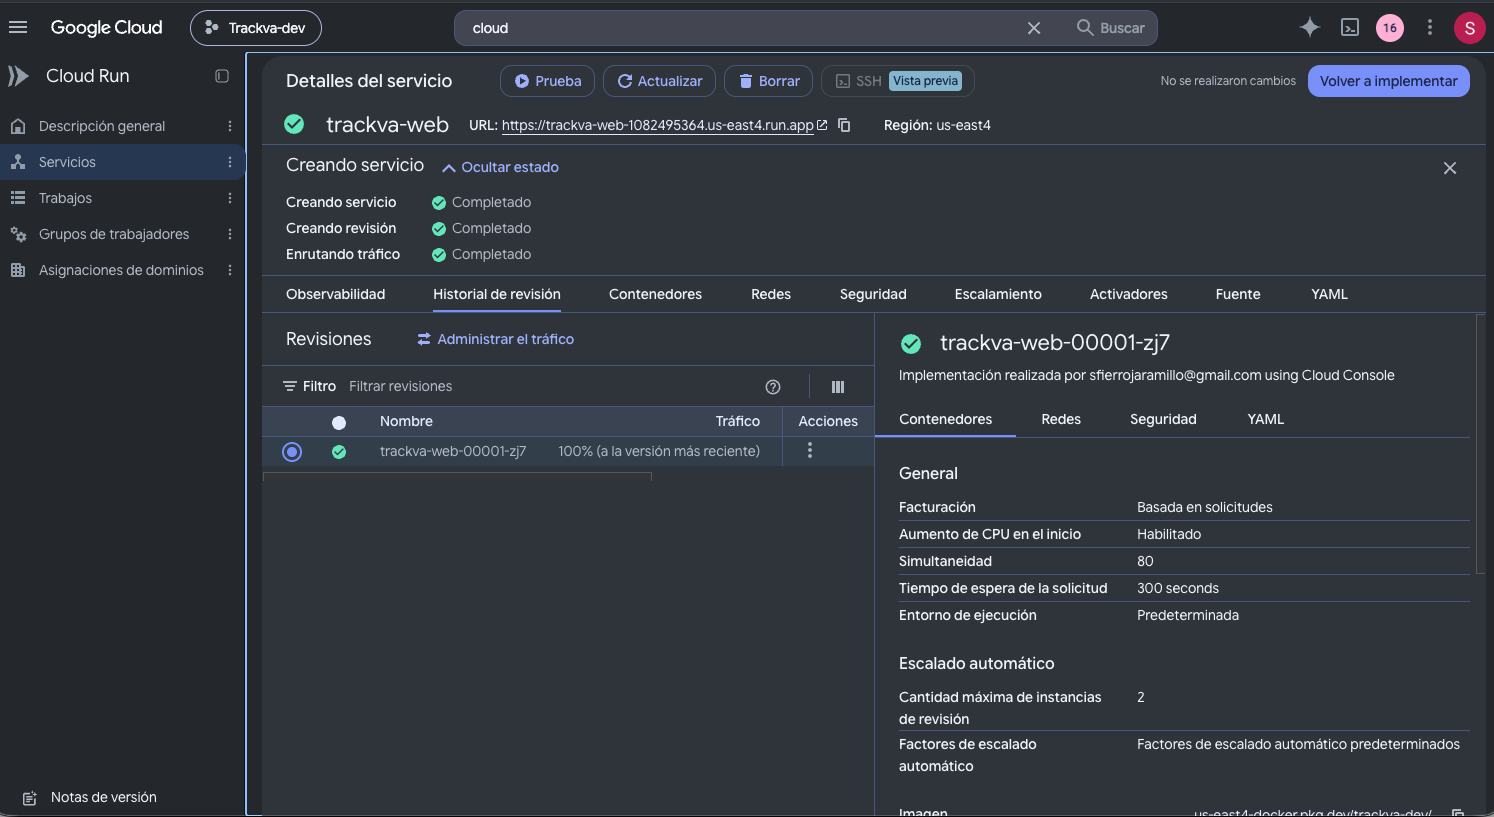 Google Cloud
Trackva-dev
cloud
Buscar
16
S
Cloud Run
Descripción general
Servicios
Trabajos
Grupos de trabajadores
Asignaciones de dominios
Notas de versión
Detalles del servicio
Prueba
Actualizar
Borrar
SSH Vista previa
No se realizaron cambios
Volver a implementar
trackva-web URL: https://trackva-web-1082495364.us-east4.run.app Región: us-east4
Creando servicio Ocultar estado
Creando servicio Completado
Creando revisión Completado
Enrutando tráfico Completado
Observabilidad Historial de revisión Contenedores Redes Seguridad Escalamiento Activadores Fuente YAML
Revisiones Administrar el tráfico
Filtro Filtrar revisiones
Nombre Tráfico Acciones
trackva-web-00001-zj7 100% (a la versión más reciente)
trackva-web-00001-zj7
Implementación realizada por sfierrojaramillo@gmail.com using Cloud Console
Contenedores Redes Seguridad YAML
General
Facturación Basada en solicitudes
Aumento de CPU en el inicio Habilitado
Simultaneidad 80
Tiempo de espera de la solicitud 300 seconds
Entorno de ejecución Predeterminada
Escalado automático
Cantidad máxima de instancias de revisión 2
Factores de escalado automático Factores de escalado automático predeterminados
Imagen us-east4-docker.pkg.dev/trackva-dev/